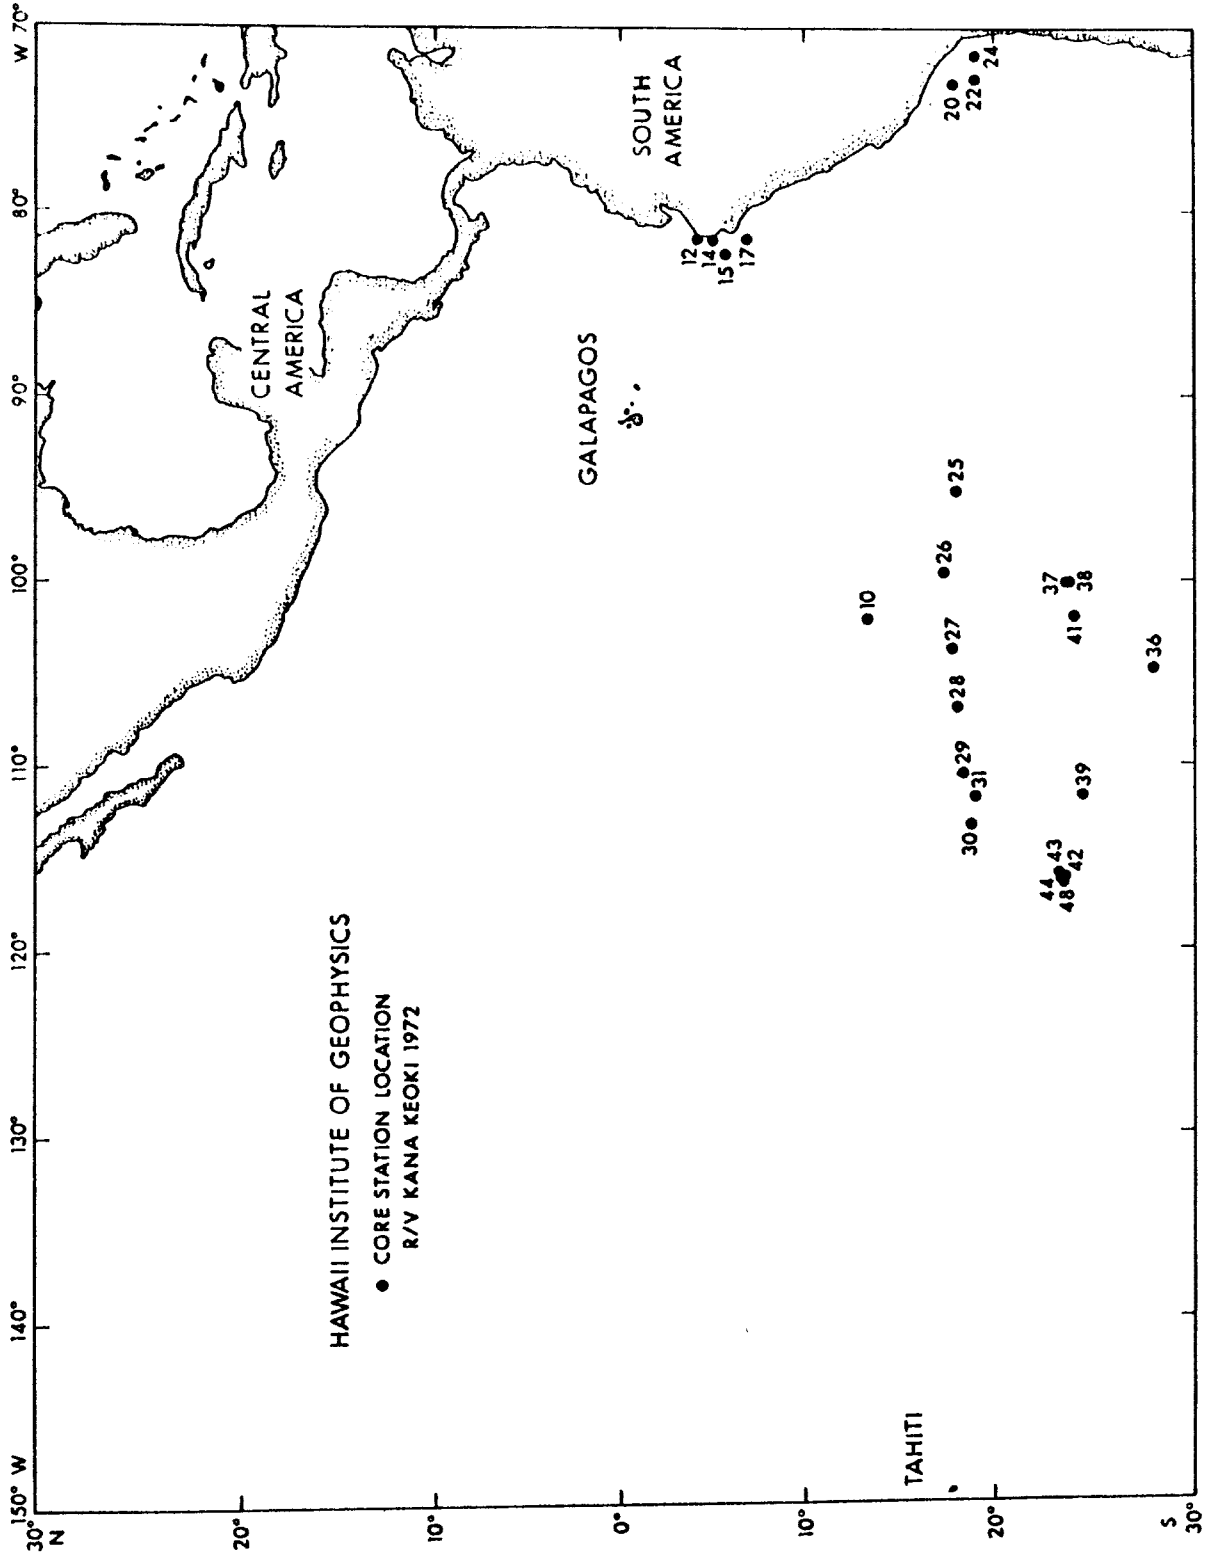 150° W
140°
130°
120°
110°
100°
90°
80°
W 70°
30°
N
20°
10°
0°
10°
20°
S
30°
HAWAII INSTITUTE OF GEOPHYSICS
CORE STATION LOCATION
R/V KANA KEOKI 1972
CENTRAL
AMERICA
SOUTH
AMERICA
GALAPAGOS
TAHITI
12
14
15
17
20
22
24
10
25
26
27
28
29
31
30
37
38
41
36
39
43
44
42
48